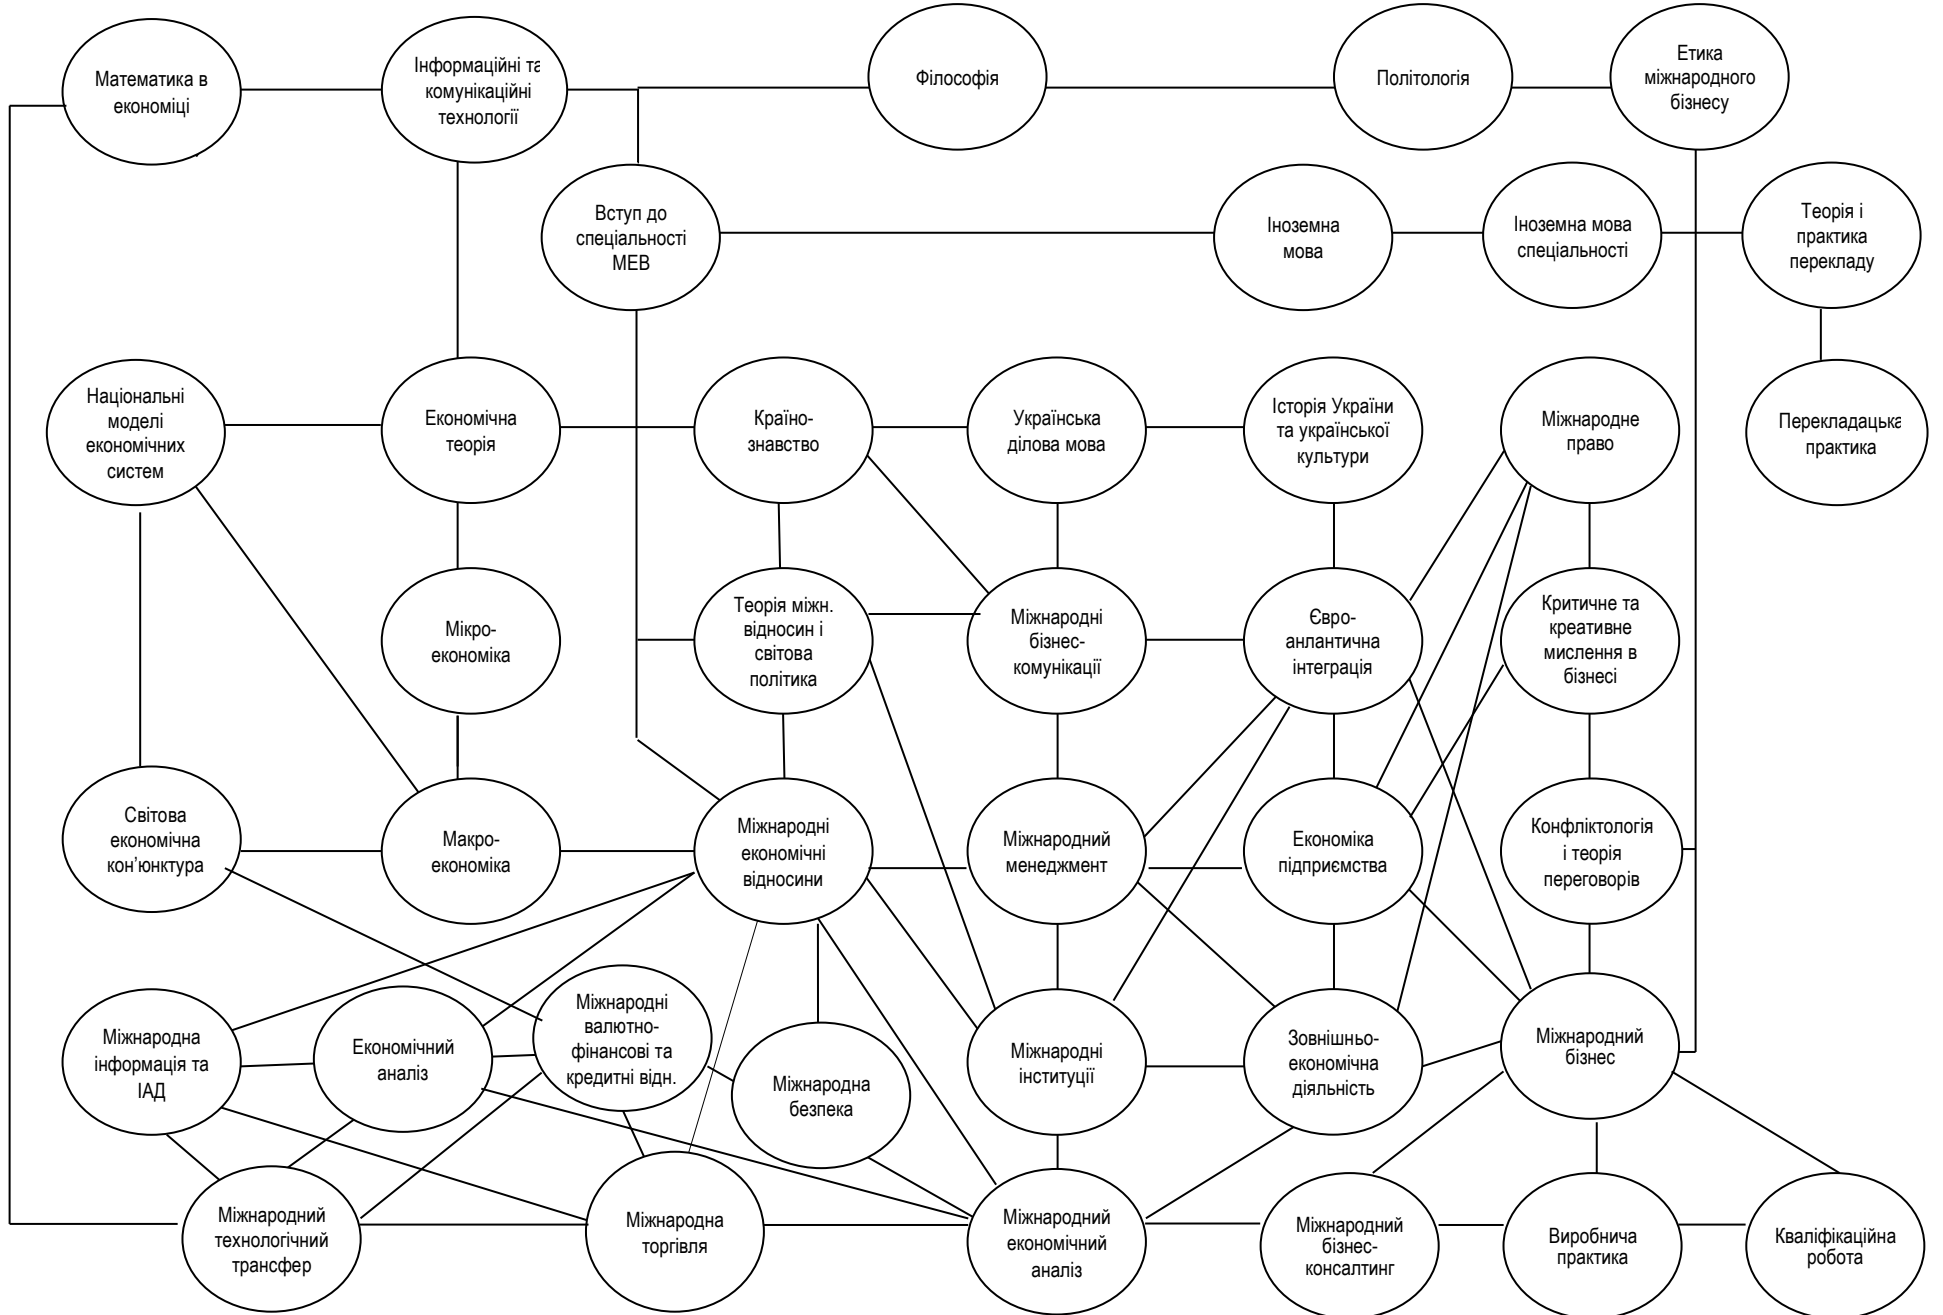 Математика в
економіці
Інформаційні та
комунікаційні
технології
Філософія
Політологія
Етика
міжнародного
бізнесу
Вступ до
спеціальності
МЕВ
Іноземна
мова
Іноземна мова
спеціальності
Теорія і
практика
перекладу
Національні
моделі
економічних
систем
Економічна
теорія
Країно-
знавство
Українська
ділова мова
Історія України
та української
культури
Міжнародне
право
Перекладацька
практика
Мікро-
економіка
Теорія міжн.
відносин і
світова
політика
Міжнародні
бізнес-
комунікації
Євро-
анлантична
інтеграція
Критичне та
креативне
мислення в
бізнесі
Світова
економічна
кон’юнктура
Макро-
економіка
Міжнародні
економічні
відносини
Міжнародний
менеджмент
Економіка
підприємства
Конфліктологія
і теорія
переговорів
Міжнародна
інформація та
ІАД
Економічний
аналіз
Міжнародні
валютно-
фінансові та
кредитні відн.
Міжнародна
безпека
Міжнародні
інституції
Зовнішньо-
економічна
діяльність
Міжнародний
бізнес
Міжнародний
технологічний
трансфер
Міжнародна
торгівля
Міжнародний
економічний
аналіз
Міжнародний
бізнес-
консалтинг
Виробнича
практика
Кваліфікаційна
робота